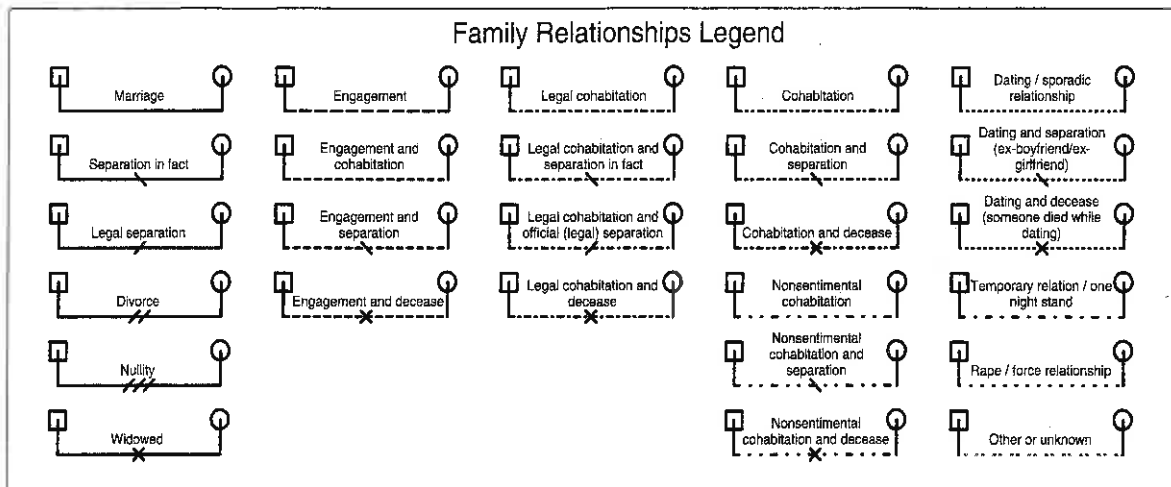 Family Relationships Legend
Marriage
Engagement
Legal cohabitation
Cohabitation
Dating / sporadic
relationship
Separation in fact
Engagement and
cohabitation
Legal cohabitation and
separation in fact
Cohabitation and
separation
Dating and separation
(ex-boyfriend/ex-
girlfriend)
Legal separation
Engagement and
separation
Legal cohabitation and
official (legal) separation
Cohabitation and decease
Dating and decease
(someone died while
dating)
Divorce
Engagement and decease
Legal cohabitation and
decease
Nonsentimental
cohabitation
Temporary relation / one
night stand
Nullity
Nonsentimental
cohabitation and
separation
Rape / force relationship
Widowed
Nonsentimental
cohabitation and decease
Other or unknown